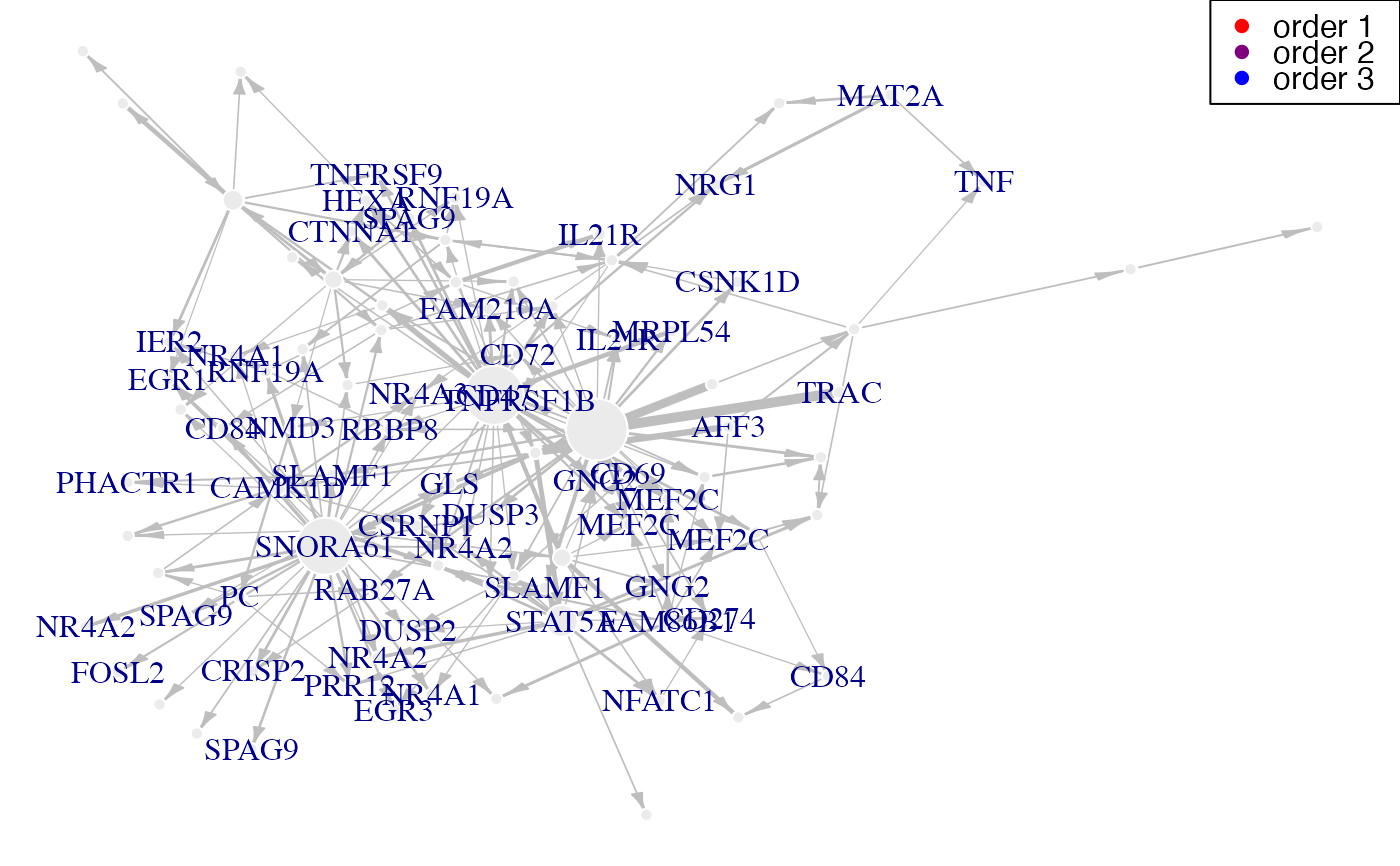 order 1
order 2
order 3
MAT2A
TNFRSF9
NRG1
TNF
HEXA
RNF19A
SPAG9
CTNNA1
IL21R
CSNK1D
FAM210A
IER2
NR4A1
CD72
IL21R
MRPL54
EGR1
RNF19A
NR4A3
CD47
TNFRSF1B
TRAC
CD84
NMD3
RBBP8
AFF3
PHACTR1
CAMK1D
SLAMF1
GLS
GNG2
CD69
MEF2C
CSRNP1
DUSP3
MEF2C
MEF2C
SNORA61
NR4A2
RAB27A
SLAMF1
GNG2
PC
SPAG9
NR4A2
DUSP2
STAT5A
FAM86B1
CD274
FOSL2
CRISP2
NR4A2
CD84
PRR12
NR4A1
EGR3
NFATC1
SPAG9